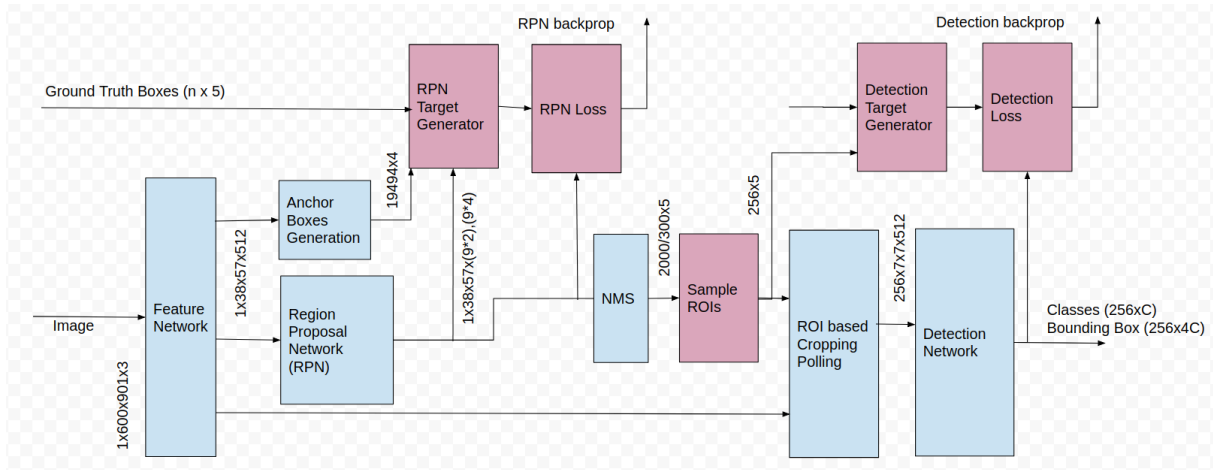 RPN backprop
Detection backprop
Ground Truth Boxes (n x 5)
RPN
Target
Generator
RPN Loss
Detection
Target
Generator
Detection
Loss
19494x4
1x38x57x(9*2),(9*4)
256x5
Anchor
Boxes
Generation
1x38x57x512
Feature
Network
Image
1x600x901x3
Region
Proposal
Network
(RPN)
NMS
2000/300x5
Sample
ROIs
ROI based
Cropping
Polling
256x7x7x512
Detection
Network
Classes (256xC)
Bounding Box (256x4C)